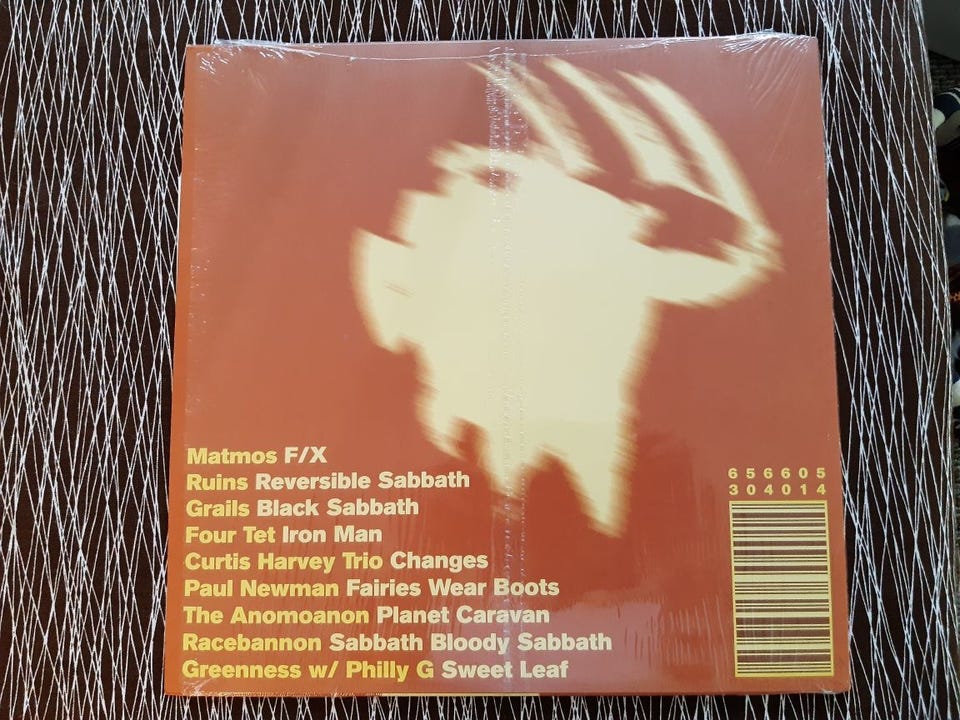 Matmos F/X
Ruins Reversible Sabbath
Grails Black Sabbath
Four Tet Iron Man
Curtis Harvey Trio Changes
Paul Newman Fairies Wear Boots
The Anomoanon Planet Caravan
Racebannon Sabbath Bloody Sabbath
Greenness w/ Philly G Sweet Leaf
656605
304014